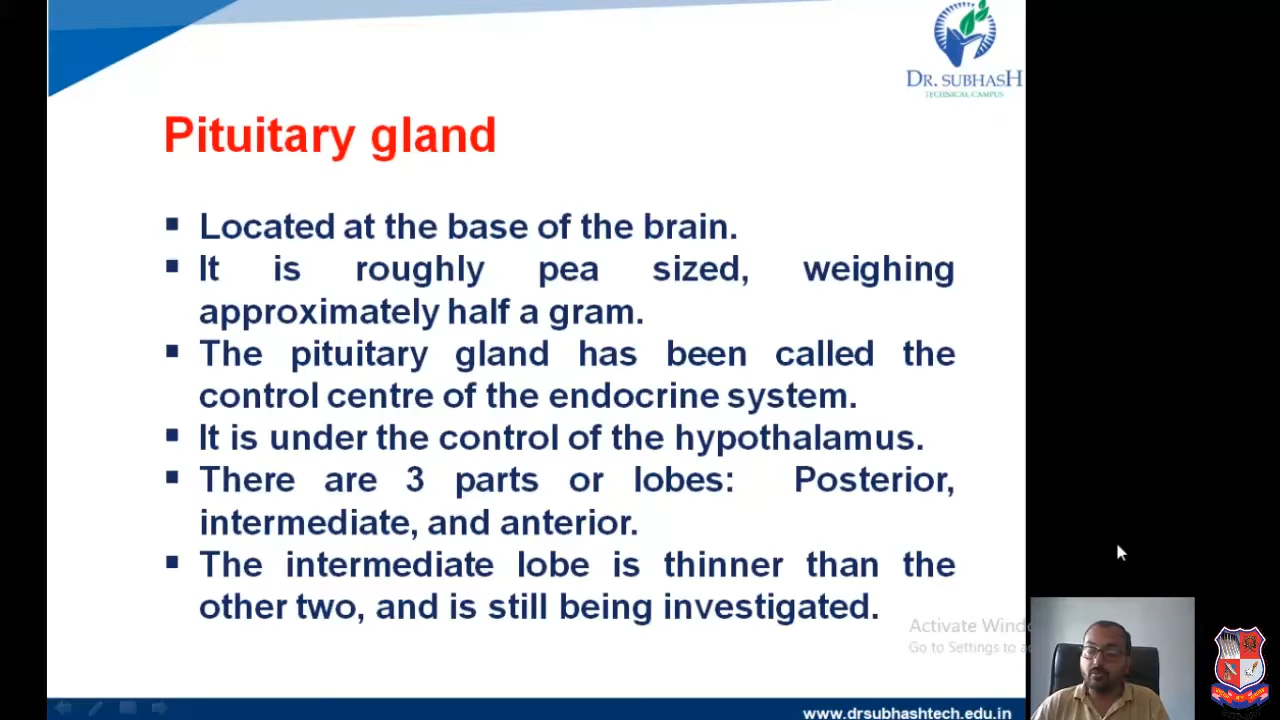 DR. SUBHASH
TECHNICAL CAMPUS
Pituitary gland
▪ Located at the base of the brain.
▪ It is roughly pea sized, weighing
approximately half a gram.
▪ The pituitary gland has been called the
control centre of the endocrine system.
▪ It is under the control of the hypothalamus.
▪ There are 3 parts or lobes: Posterior,
intermediate, and anterior.
▪ The intermediate lobe is thinner than the
other two, and is still being investigated.
Activate Wind
Go to Settings to a
www.drsubhashtech.edu.in